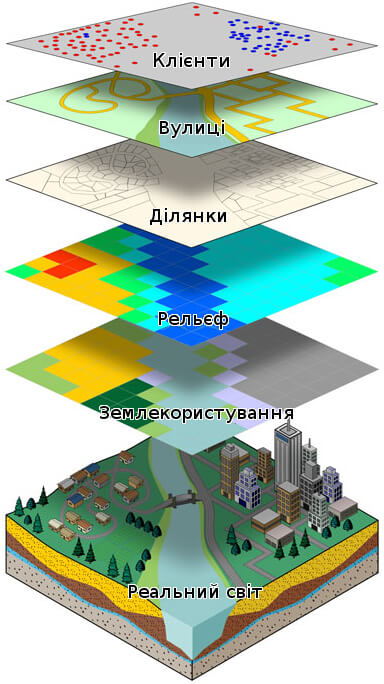 Клієнти
Вулиці
Ділянки
Рельєф
Землекористування
Реальний світ